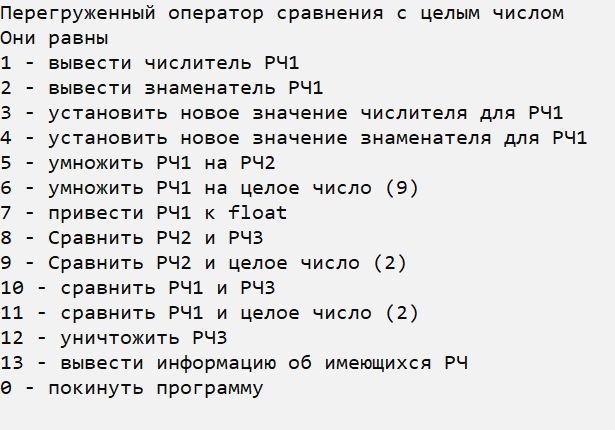 Перегруженный оператор сравнения с целым числом
Они равны
1 - вывести числитель РЧ1
2 - вывести знаменатель РЧ1
3 - установить новое значение числителя для РЧ1
4 - установить новое значение знаменателя для РЧ1
5 - умножить РЧ1 на РЧ2
6 - умножить РЧ1 на целое число (9)
7 - привести РЧ1 к float
8 - Сравнить РЧ2 и РЧ3
9 - Сравнить РЧ2 и целое число (2)
10 - сравнить РЧ1 и РЧ3
11 - сравнить РЧ1 и целое число (2)
12 - уничтожить РЧ3
13 - вывести информацию об имеющихся РЧ
0 - покинуть программу